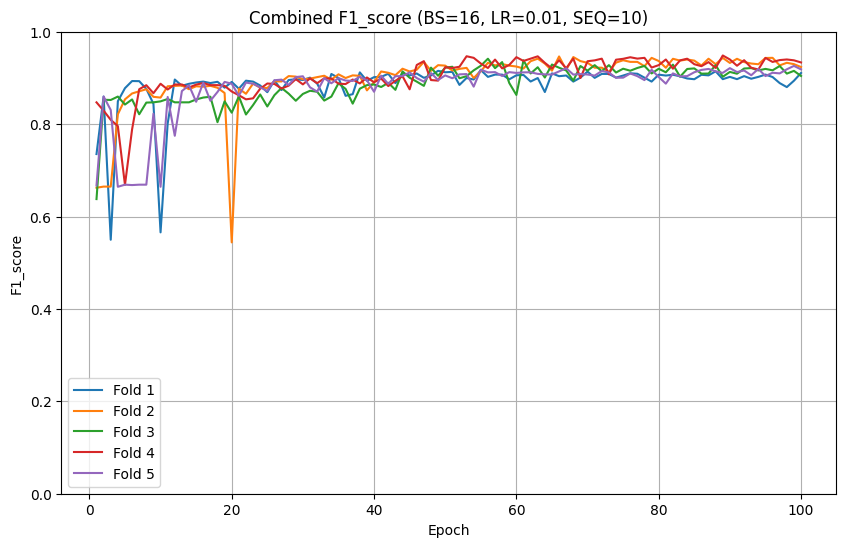 Combined F1_score (BS=16, LR=0.01, SEQ=10)
1.0
0.8
0.6
0.4
0.2
0.0
F1_score
Fold 1
Fold 2
Fold 3
Fold 4
Fold 5
0 20 40 60 80 100
Epoch